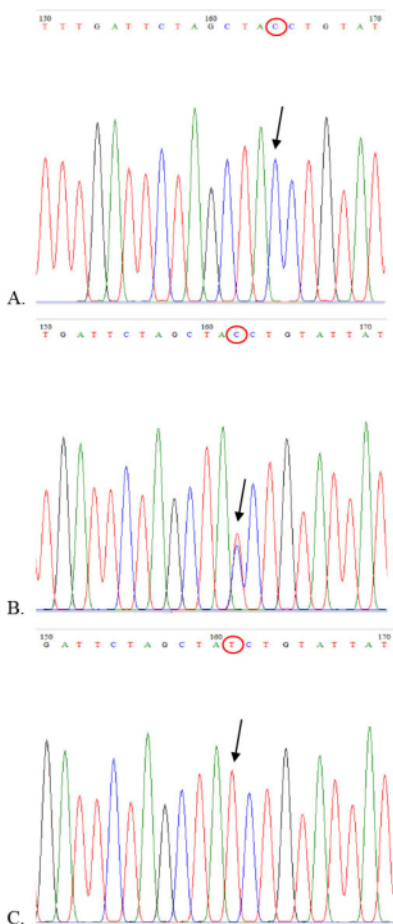 150 160 170
T T T G A T T C T A G C T A C C T G T A T
A.
150 160 170
T G A T T C T A G C T A C C T G T A T T A T
B.
150 160 170
G A T T C T A G C T A T C T G T A T T A T
C.